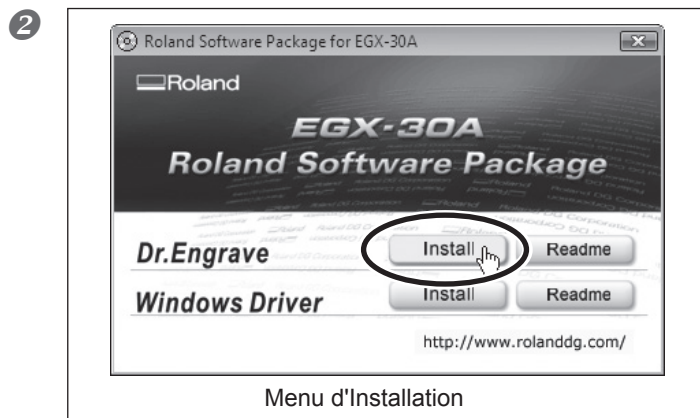 2
Roland Software Package for EGX-30A
Roland
EGX-30A
Roland Software Package
Dr.Engrave Install Readme
Windows Driver Install Readme
http://www.rolanddg.com/
Menu d'Installation